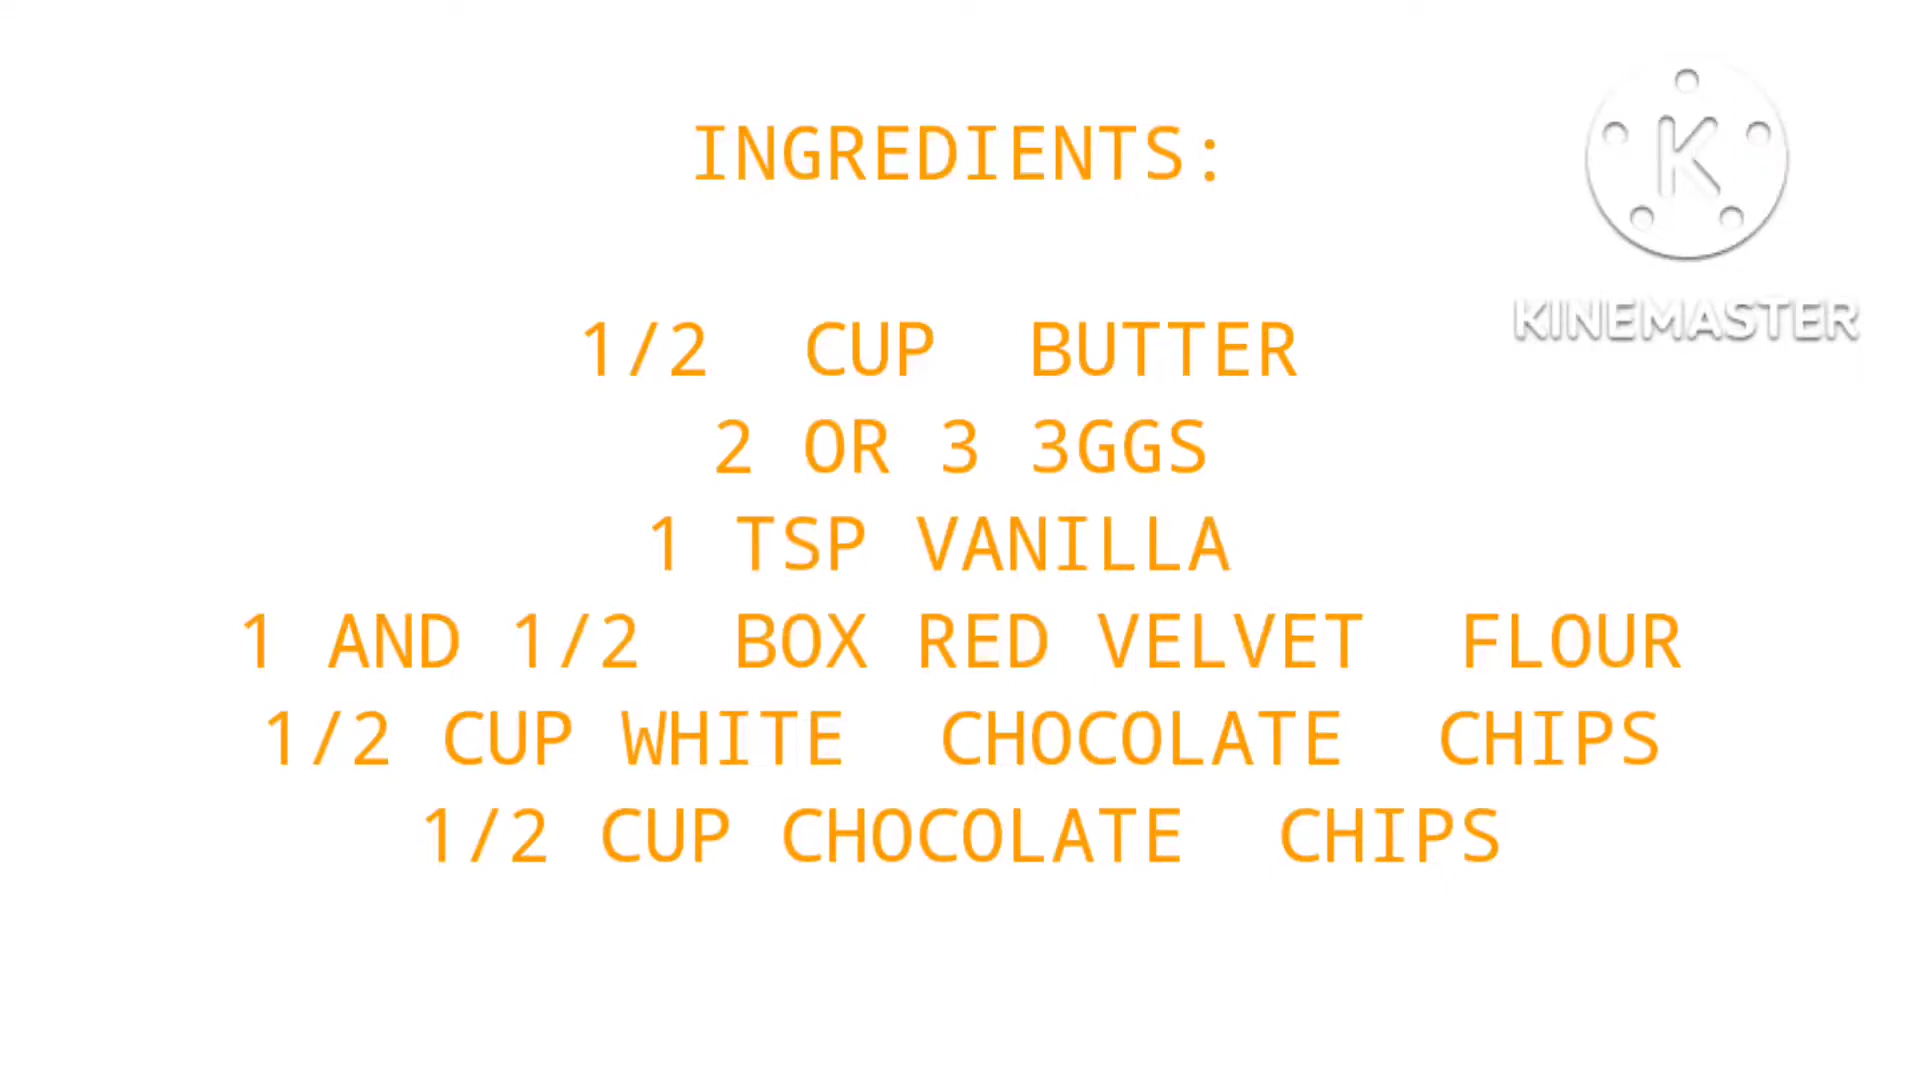 INGREDIENTS:
KINEMASTER
1/2 CUP BUTTER
2 OR 3 3GGS
1 TSP VANILLA
1 AND 1/2 BOX RED VELVET FLOUR
1/2 CUP WHITE CHOCOLATE CHIPS
1/2 CUP CHOCOLATE CHIPS